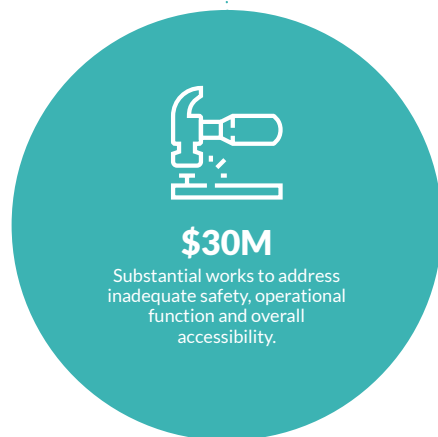 $30M
Substantial works to address
inadequate safety, operational
function and overall
accessibility.